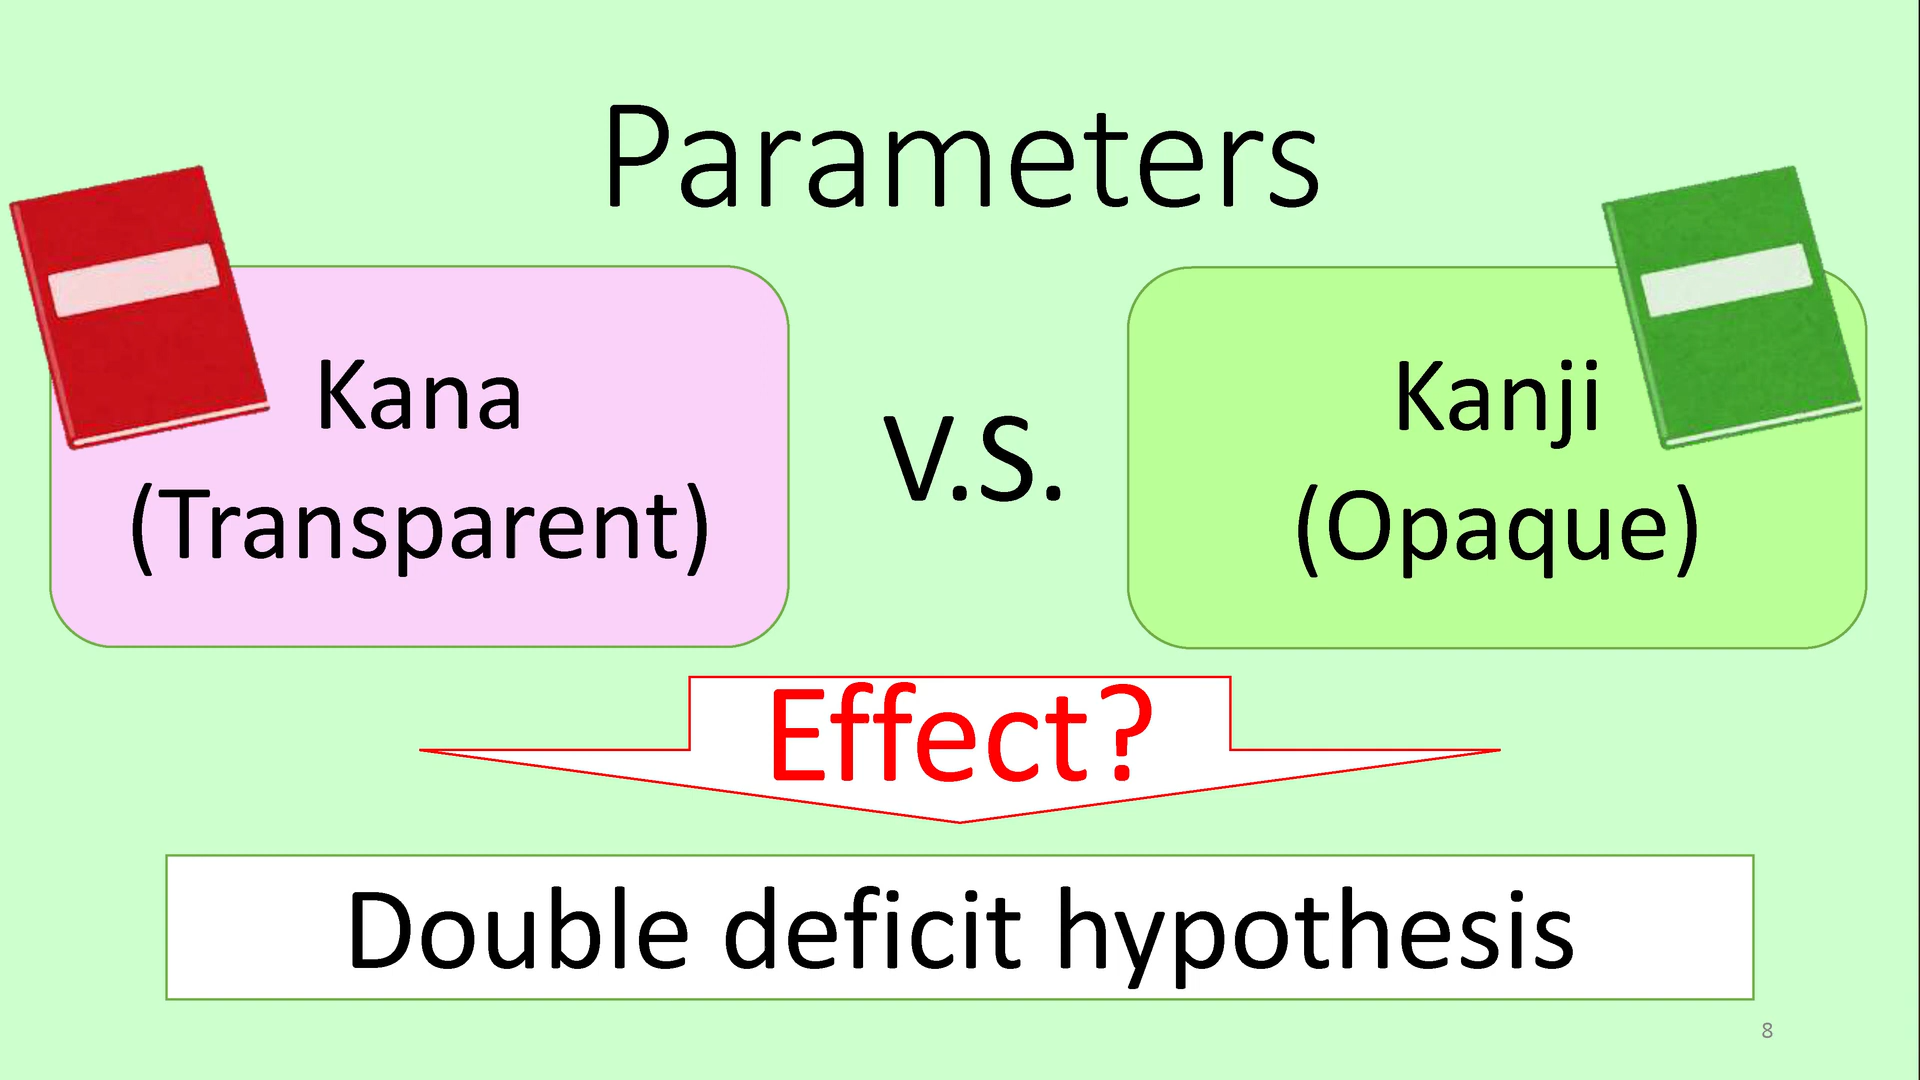 Parameters
Kana
(Transparent)
V.S.
Kanji
(Opaque)
Effect?
Double deficit hypothesis
8